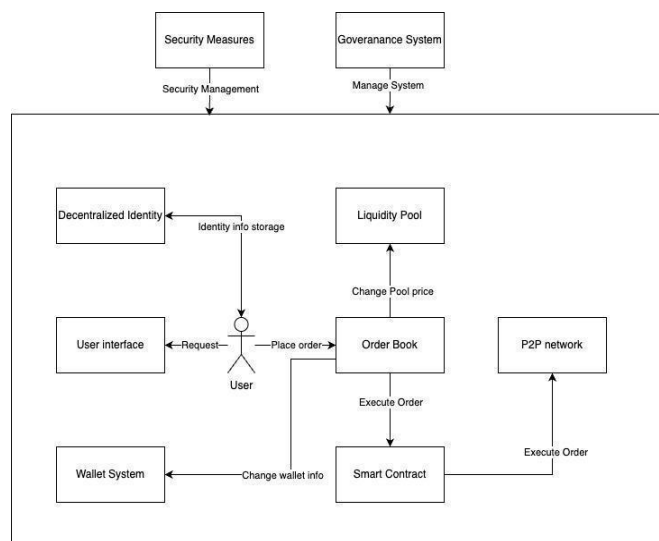 Security Measures
Goveranance System
Security Management
Manage System
Decentralized Identity
Liquidity Pool
Identity info storage
Change Pool price
User interface
Request
Place order
Order Book
P2P network
User
Execute Order
Execute Order
Wallet System
Change wallet info
Smart Contract